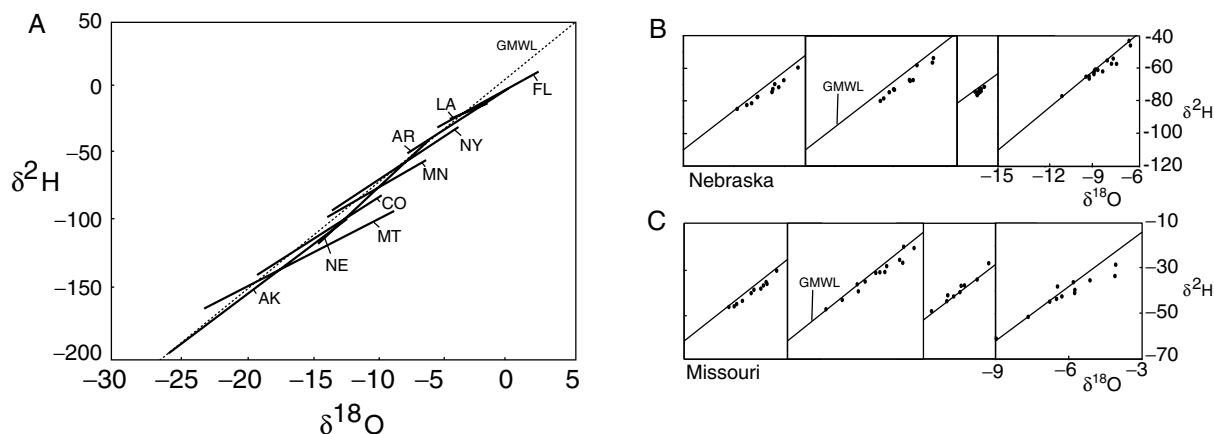 A
50
0
−50
−100
−150
−200
δ²H
−30
−25
−20
−15
−10
−5
0
5
δ¹⁸O
GMWL
FL
LA
AR
NY
MN
CO
MT
NE
AK
B
GMWL
-40
-60
-80
-100
-120
δ²H
Nebraska
−15
−12
−9
−6
δ¹⁸O
C
GMWL
-10
-30
-50
-70
δ²H
Missouri
−9
−6
−3
δ¹⁸O